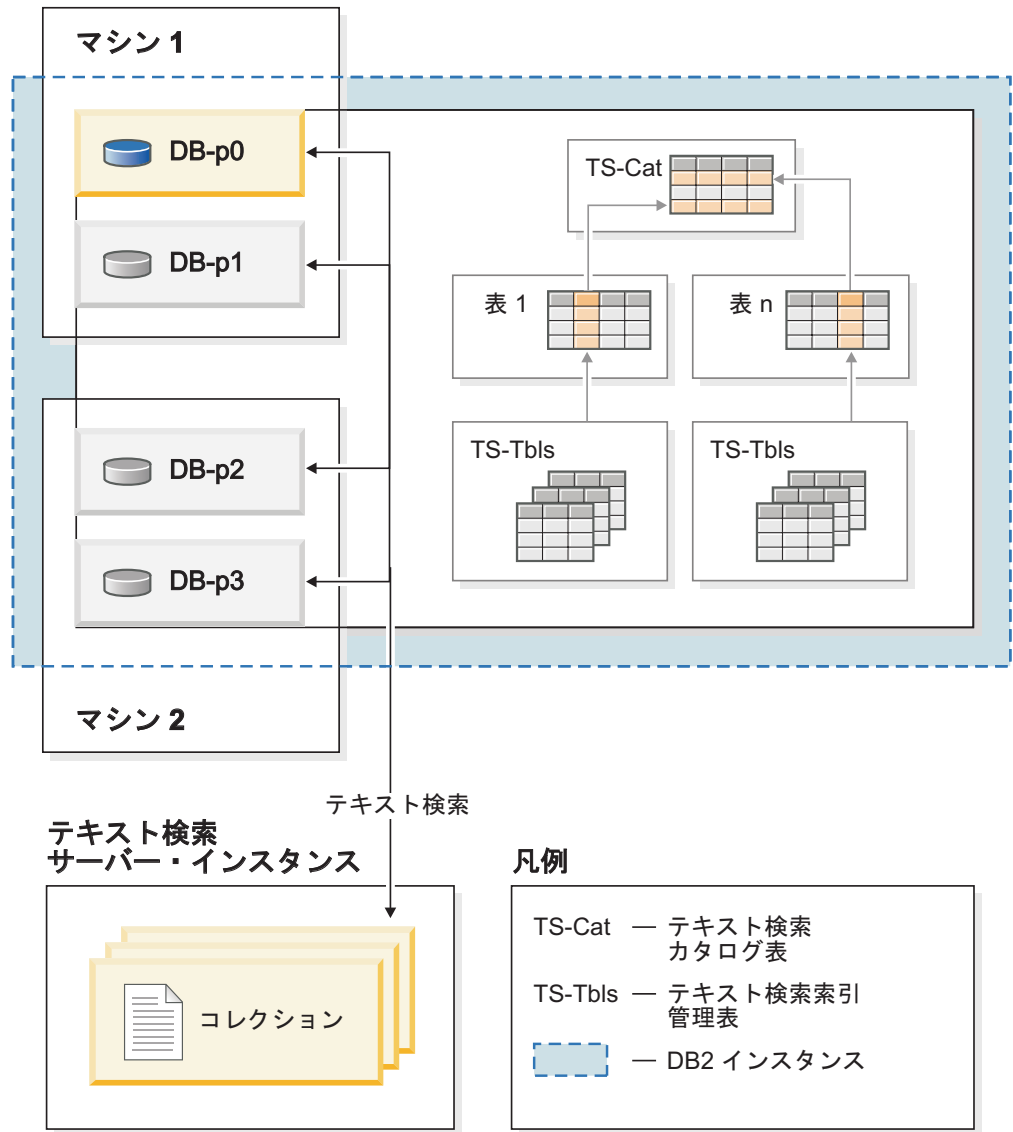 マシン 1
DB-p0
DB-p1
TS-Cat
表 1
表 n
TS-Tbls
TS-Tbls
DB-p2
DB-p3
マシン 2
テキスト検索
テキスト検索
サーバー・インスタンス
コレクション
凡例
TS-Cat — テキスト検索
カタログ表
TS-Tbls — テキスト検索索引
管理表
— DB2 インスタンス